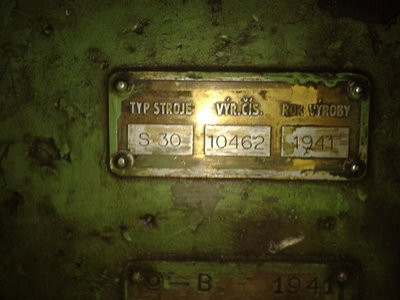 TYP STROJE VÝR.ČÍS. ROK VÝROBY
S 30 10462 1941
O-B 1941